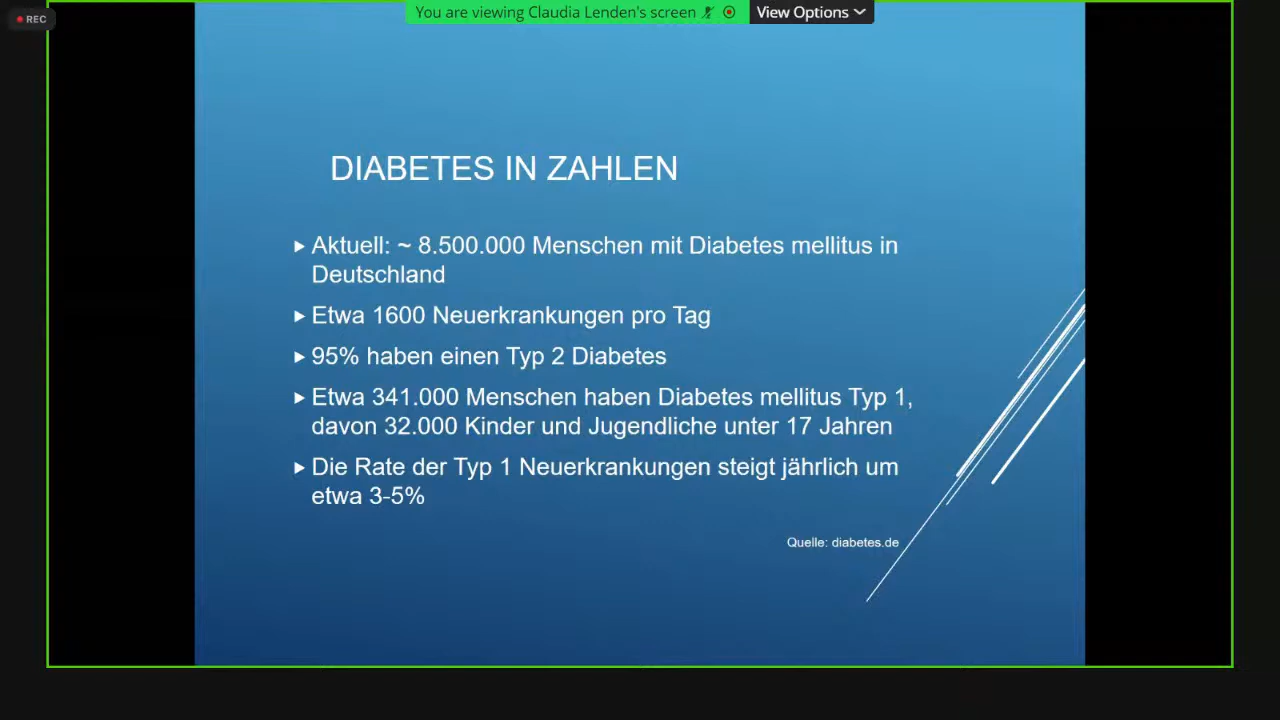 REC
You are viewing Claudia Lenden's screen
View Options
DIABETES IN ZAHLEN
Aktuell: ~ 8.500.000 Menschen mit Diabetes mellitus in
Deutschland
Etwa 1600 Neuerkrankungen pro Tag
95% haben einen Typ 2 Diabetes
Etwa 341.000 Menschen haben Diabetes mellitus Typ 1,
davon 32.000 Kinder und Jugendliche unter 17 Jahren
Die Rate der Typ 1 Neuerkrankungen steigt jährlich um
etwa 3-5%
Quelle: diabetes.de